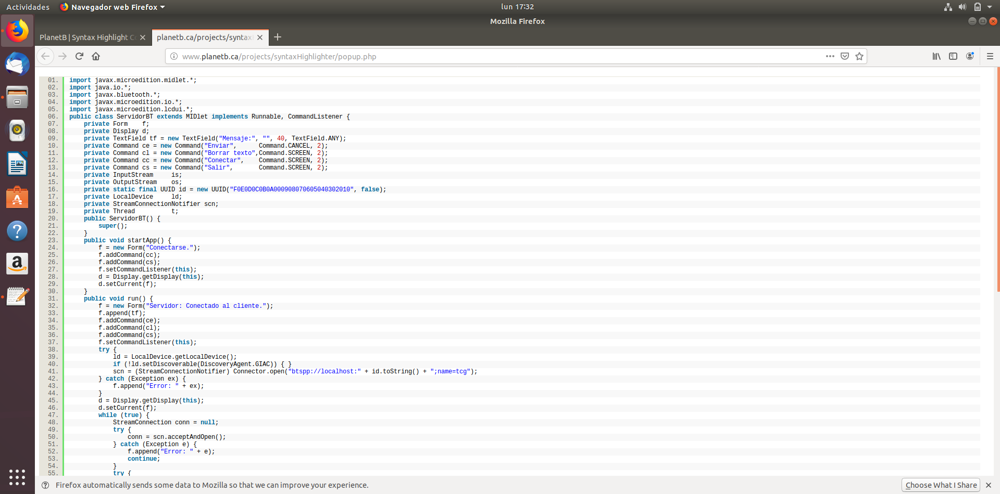 Actividades Navegador web Firefox lun 17:32
Mozilla Firefox
PlanetB | Syntax Highlight planetb.ca/projects/syntax
www.planetb.ca/projects/syntaxHighlighter/popup.php
01. import javax.microedition.midlet.*;
02. import java.io.*;
03. import javax.bluetooth.*;
04. import javax.microedition.io.*;
05. import javax.microedition.lcdui.*;
06. public class ServidorBT extends MIDlet implements Runnable, CommandListener {
07. private Form f;
08. private Display d;
09. private TextField tf = new TextField("Mensaje:", "", 40, TextField.ANY);
10. private Command ce = new Command("Enviar", Command.CANCEL, 2);
11. private Command cl = new Command("Borrar texto",Command.SCREEN, 2);
12. private Command cc = new Command("Conectar", Command.SCREEN, 2);
13. private Command cs = new Command("Salir", Command.SCREEN, 2);
14. private InputStream is;
15. private OutputStream os;
16. private static final UUID id = new UUID("F0E0D0C0B0A000908070605040302010", false);
17. private LocalDevice ld;
18. private StreamConnectionNotifier scn;
19. private Thread t;
20. public ServidorBT() {
21. super();
22. }
23. public void startApp() {
24. f = new Form("Conectarse.");
25. f.addCommand(cc);
26. f.addCommand(cs);
27. f.setCommandListener(this);
28. d = Display.getDisplay(this);
29. d.setCurrent(f);
30. }
31. public void run() {
32. f = new Form("Servidor: Conectado al cliente.");
33. f.append(tf);
34. f.addCommand(ce);
35. f.addCommand(cl);
36. f.addCommand(cs);
37. f.setCommandListener(this);
38. try {
39. ld = LocalDevice.getLocalDevice();
40. if (!ld.setDiscoverable(DiscoveryAgent.GIAC)) { }
41. scn = (StreamConnectionNotifier) Connector.open("btspp://localhost:" + id.toString() + ";name=tcg");
42. } catch (Exception ex) {
43. f.append("Error: " + ex);
44. }
45. d = Display.getDisplay(this);
46. d.setCurrent(f);
47. while (true) {
48. StreamConnection conn = null;
49. try {
50. conn = scn.acceptAndOpen();
51. } catch (Exception e) {
52. f.append("Error: " + e);
53. continue;
54. }
55. try {
Firefox automatically sends some data to Mozilla so that we can improve your experience. Choose What I Share